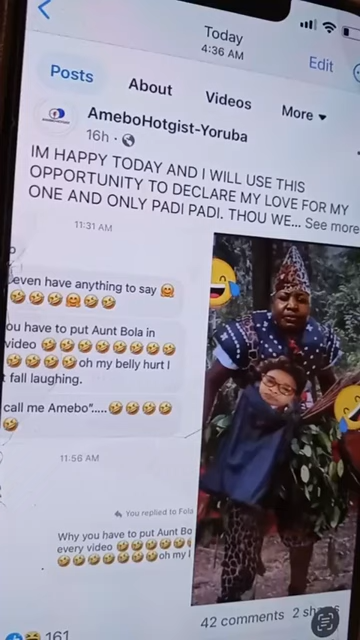 Today
4:36 AM
Edit
Posts
About
Videos
More
AmeboHotgist-Yoruba
16h ·
IM HAPPY TODAY AND I WILL USE THIS
OPPORTUNITY TO DECLARE MY LOVE FOR MY
ONE AND ONLY PADI PADI. THOU WE... See more
11:31 AM
even have anything to say 🤗
🤣🤣🤣🤗🤣🤣
ou have to put Aunt Bola in
video 🤣🤣🤣🤣🤣🤣🤣🤣
🤣🤣🤣🤣 oh my belly hurt I
fall laughing.
call me Amebo".....🤣🤣🤣🤣
🤣
11:56 AM
You replied to Fola
Why you have to put Aunt Bo
every video 🤣🤣🤣🤣🤣
🤣🤣🤣🤣🤣🤣🤣oh my
42 comments
161